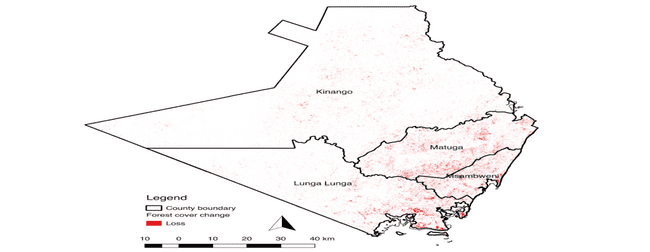 Kinango
Matuga
Msambweni
Lunga Lunga
Legend
County boundary
Forest cover change
Loss
10 0 10 20 30 40 km